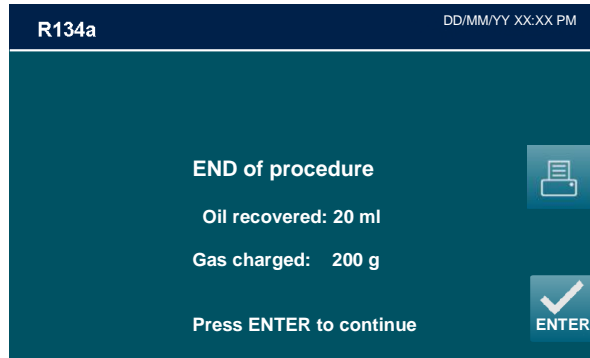 R134a
DD/MM/YY XX:XX PM
END of procedure
Oil recovered: 20 ml
Gas charged: 200 g
Press ENTER to continue
ENTER